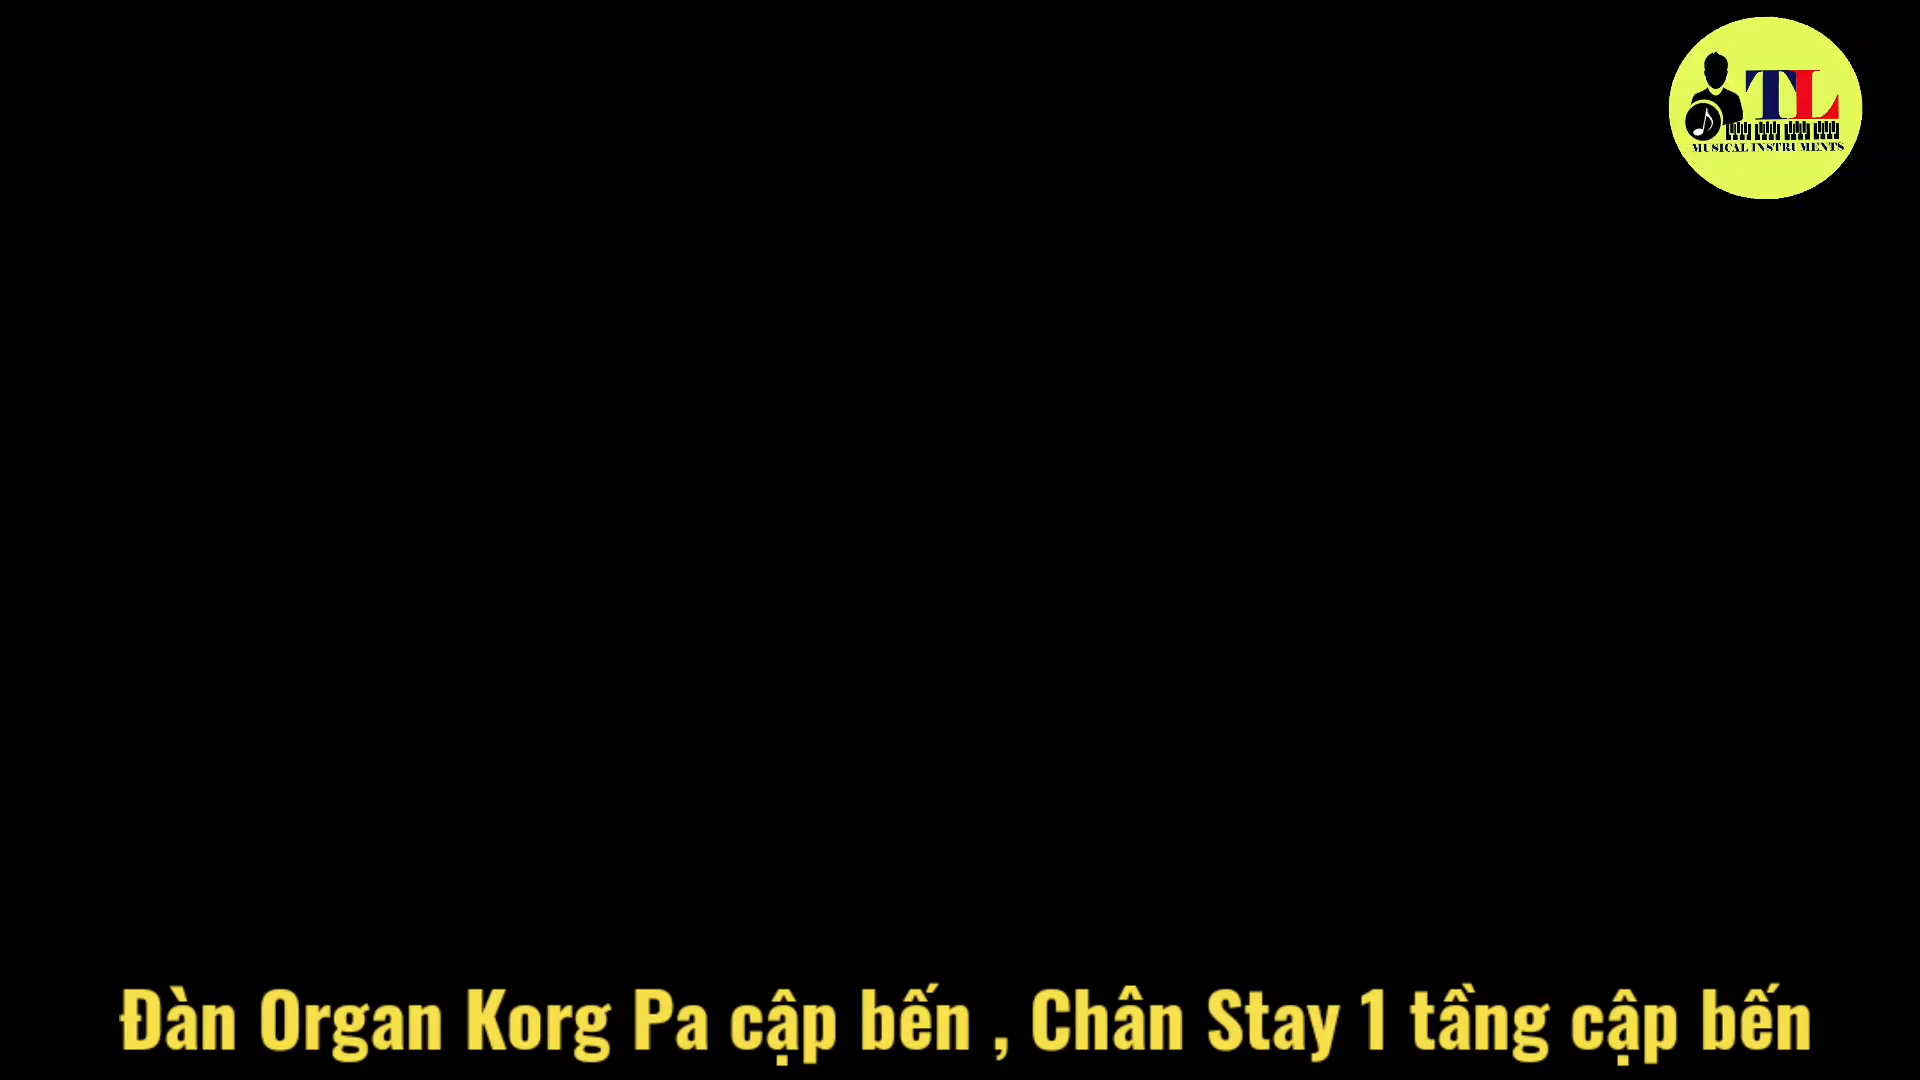 TL
MUSICAL INSTRUMENTS
Đàn Organ Korg Pa cập bến , Chân Stay 1 tầng cập bến